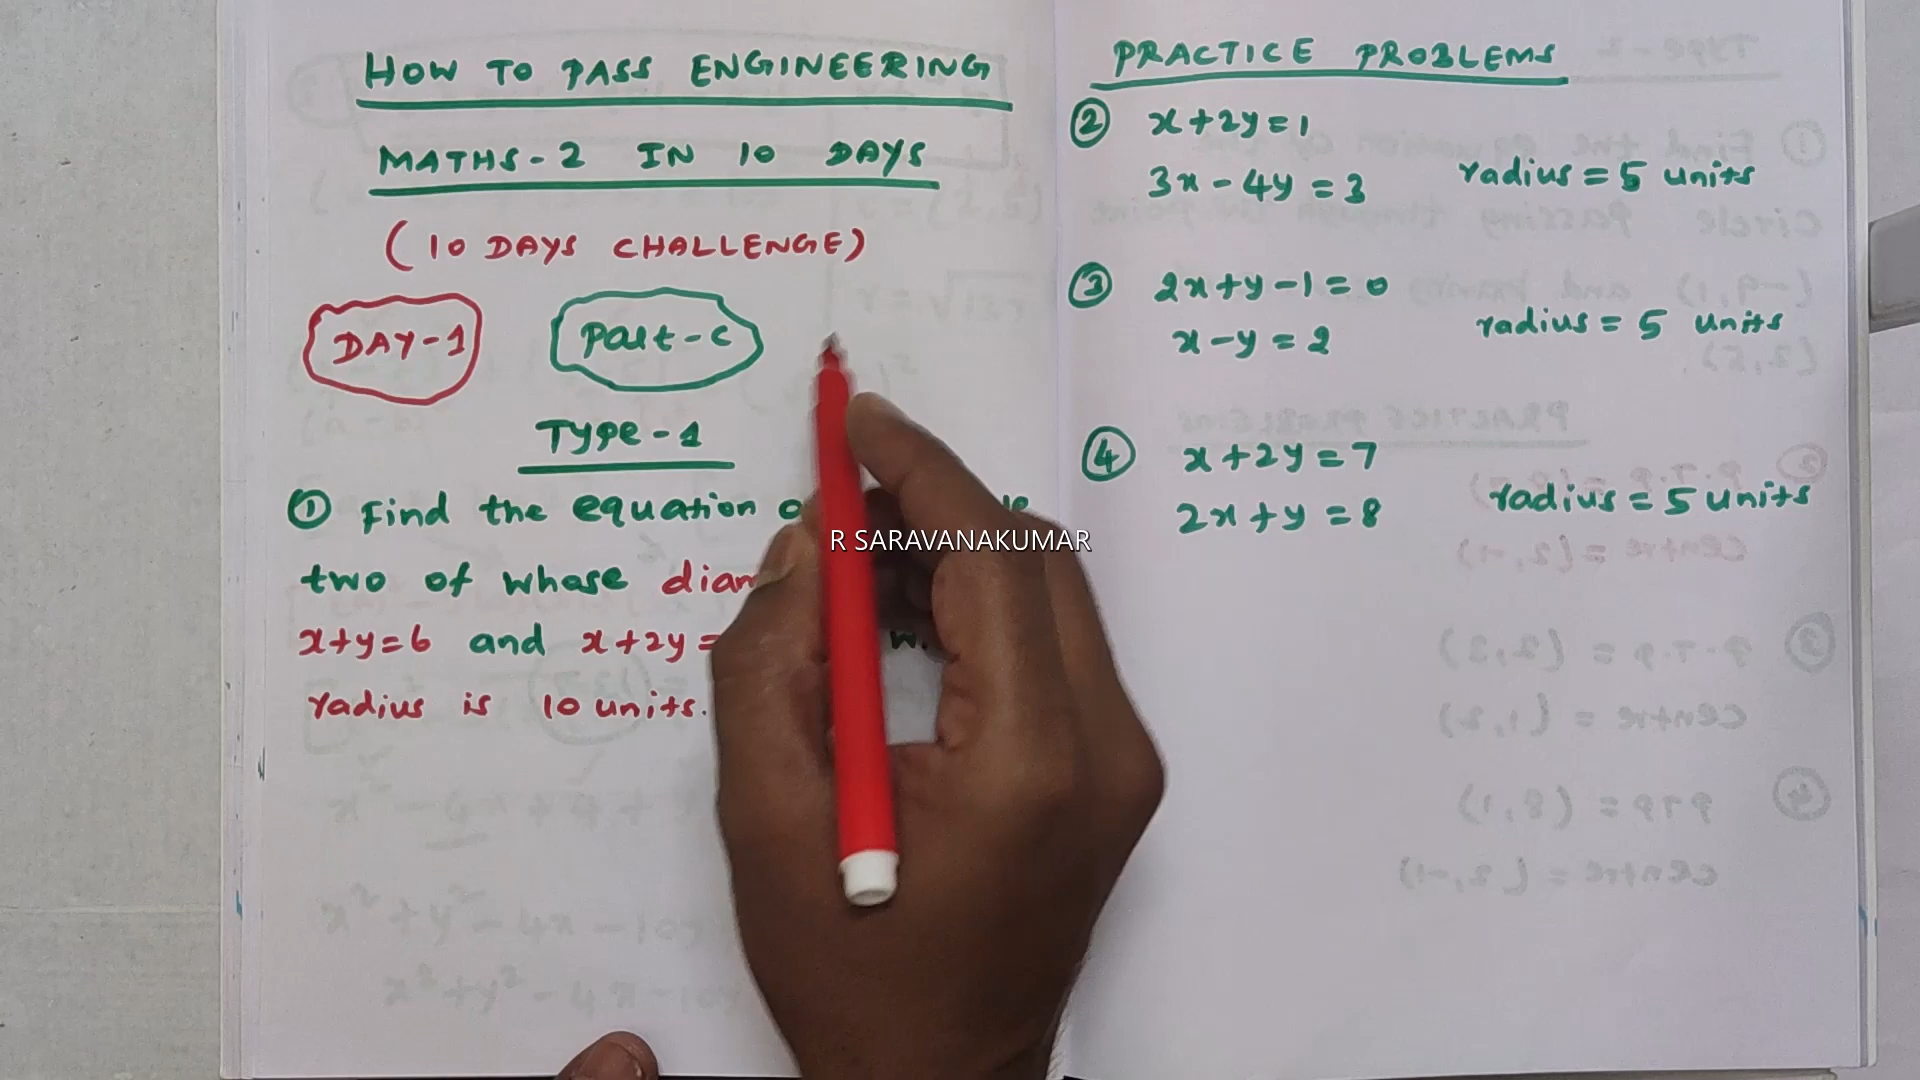 HOW TO PASS ENGINEERING
MATHS-2 IN 10 DAYS
(10 DAYS CHALLENGE)
DAY-1 Part-C
Type-1
① Find the equation
two of whose
x+y=6 and x+2y=
radius is 10 units.
PRACTICE PROBLEMS
② x+2y=1
3x-4y=3 radius=5 units
③ 2x+y-1=0
x-y=2 radius=5 units
④ x+2y=7
2x+y=8 radius=5 units
R SARAVANAKUMAR